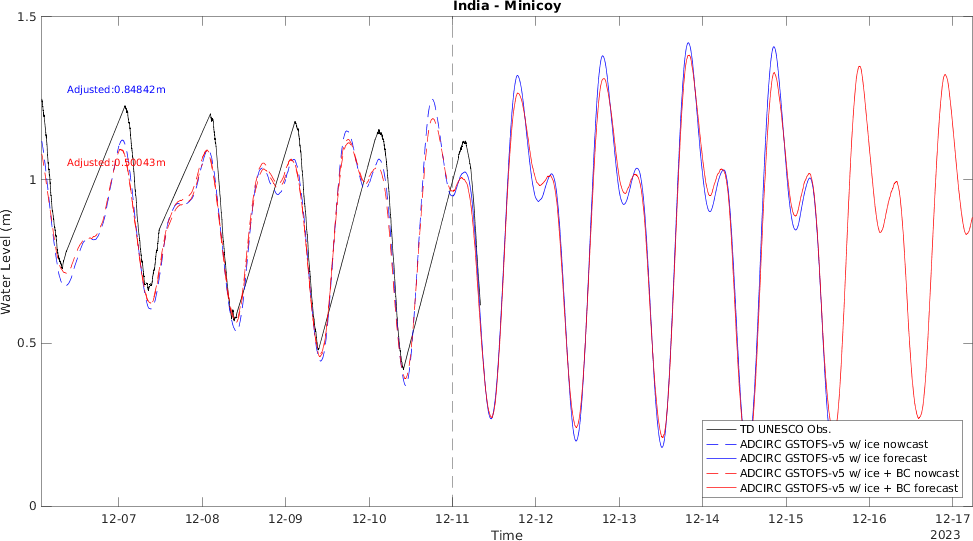 India - Minicoy
1.5
1
0.5
0
Water Level (m)
Adjusted:0.84842m
Adjusted:0.50043m
TD UNESCO Obs.
ADCIRC GSTOFS-v5 w/ ice nowcast
ADCIRC GSTOFS-v5 w/ ice forecast
ADCIRC GSTOFS-v5 w/ ice + BC nowcast
ADCIRC GSTOFS-v5 w/ ice + BC forecast
12-07 12-08 12-09 12-10 12-11 12-12 12-13 12-14 12-15 12-16 12-17
Time
2023